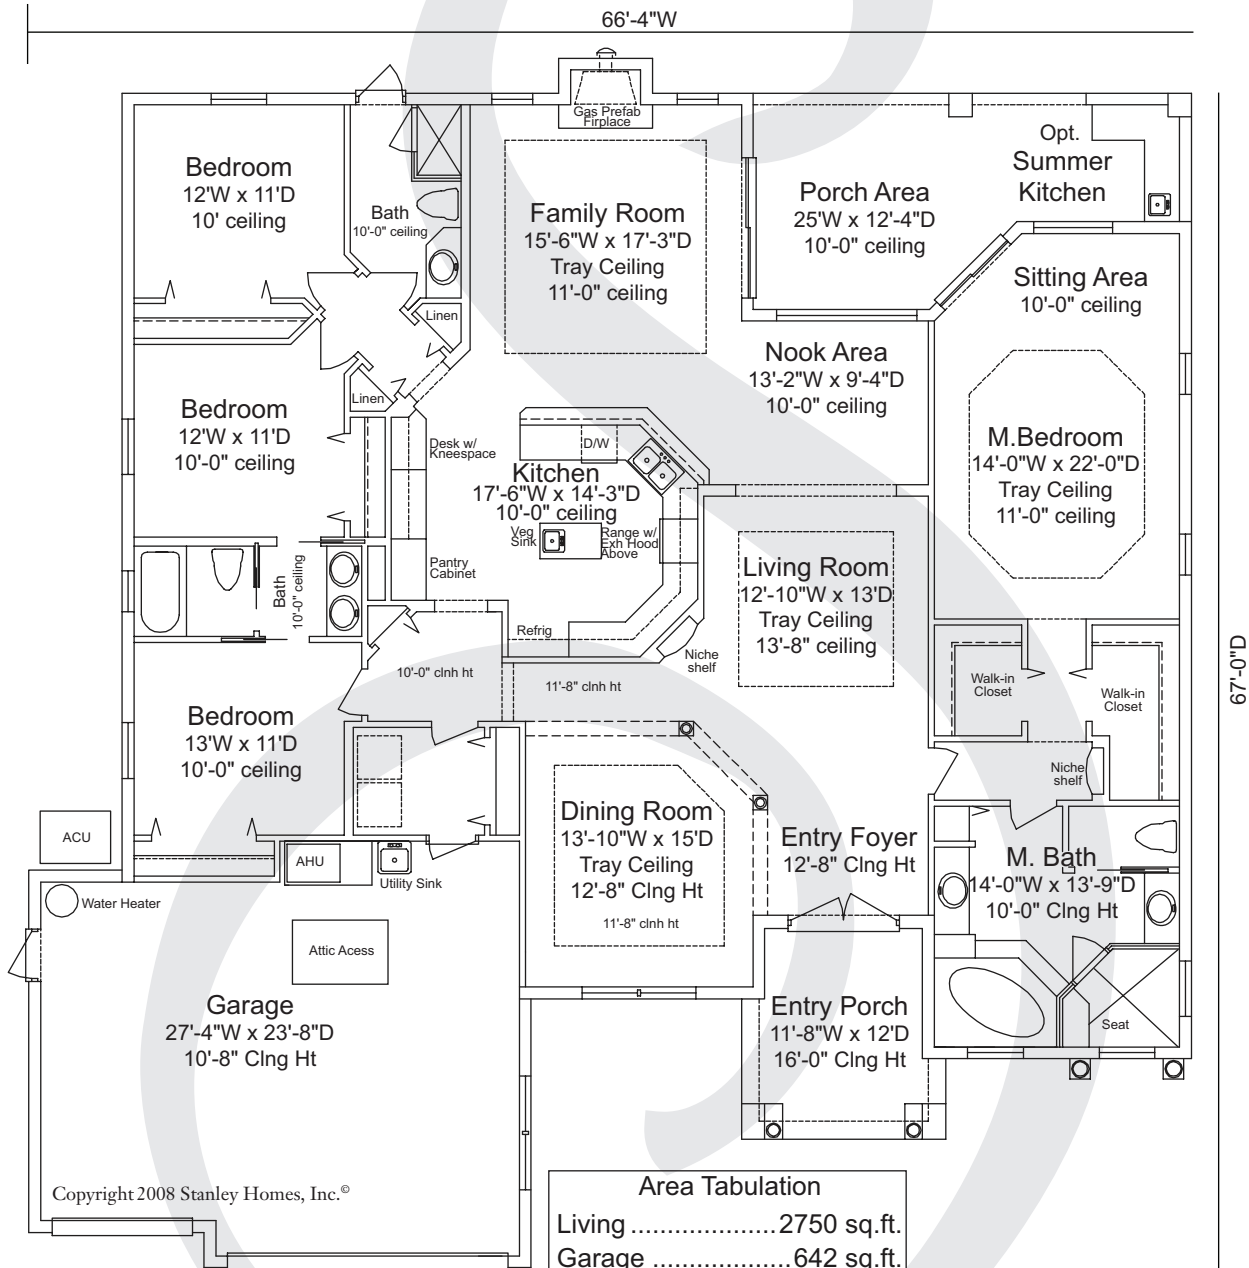 66'-4"W
Gas Prefab
Firplace
Bedroom
12'W x 11'D
10' ceiling
Bath
10'-0" ceiling
Family Room
15'-6"W x 17'-3"D
Tray Ceiling
11'-0" ceiling
Porch Area
25'W x 12'-4"D
10'-0" ceiling
Opt.
Summer
Kitchen
Sitting Area
10'-0" ceiling
Linen
Nook Area
13'-2"W x 9'-4"D
10'-0" ceiling
Linen
Bedroom
12'W x 11'D
10'-0" ceiling
Desk w/
Kneespace
D/W
Kitchen
17'-6"W x 14'-3"D
10'-0" ceiling
Veg
Sink
Range w/
Exh Hood
Above
M.Bedroom
14'-0"W x 22'-0"D
Tray Ceiling
11'-0" ceiling
Bath
10'-0" ceiling
Pantry
Cabinet
Living Room
12'-10"W x 13'D
Tray Ceiling
13'-8" ceiling
Refrig
Niche
shelf
10'-0" clnh ht
11'-8" clnh ht
Walk-in
Closet
Walk-in
Closet
67'-0"D
Bedroom
13'W x 11'D
10'-0" ceiling
Niche
shelf
ACU
AHU
Utility Sink
Dining Room
13'-10"W x 15'D
Tray Ceiling
12'-8" Clng Ht
11'-8" clnh ht
Entry Foyer
12'-8" Clng Ht
M. Bath
14'-0"W x 13'-9"D
10'-0" Clng Ht
Water Heater
Attic Acess
Garage
27'-4"W x 23'-8"D
10'-8" Clng Ht
Entry Porch
11'-8"W x 12'D
16'-0" Clng Ht
Seat
Copyright 2008 Stanley Homes, Inc.©
Area Tabulation
Living ...................2750 sq.ft.
Garage ..................642 sq.ft.